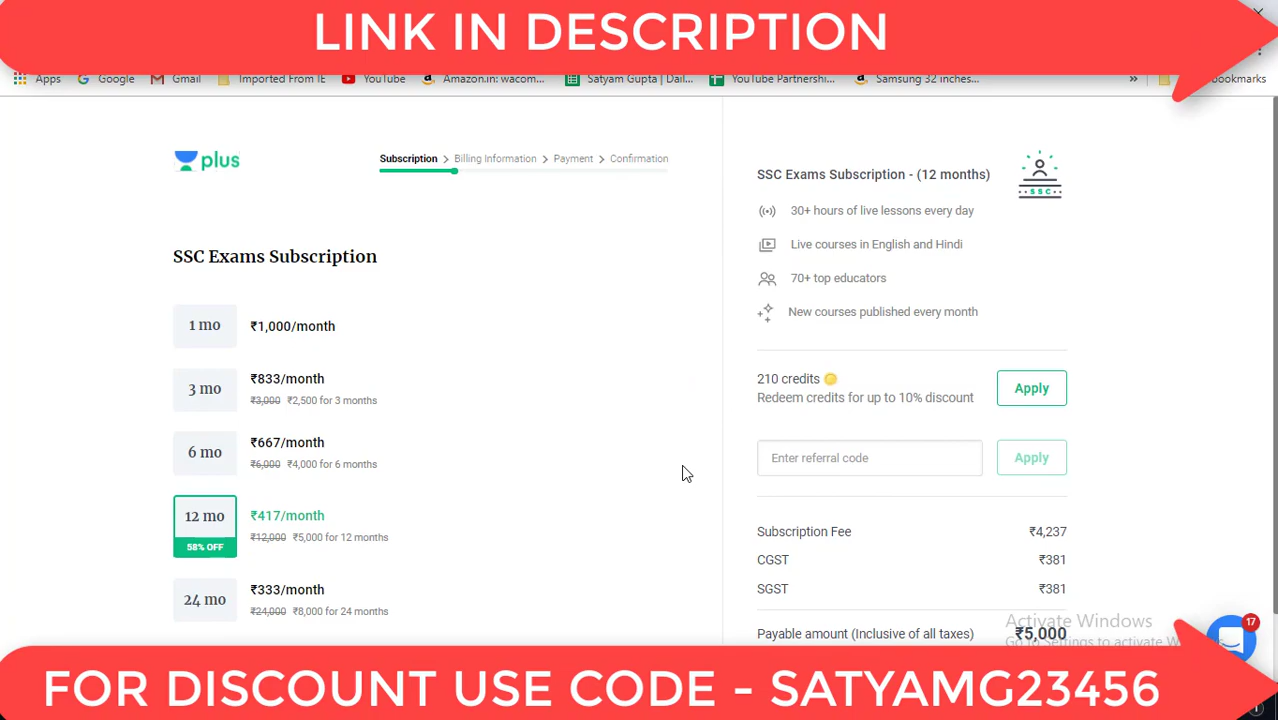 LINK IN DESCRIPTION
Apps Google Gmail Imported From IE YouTube Amazon.in: wacom... Satyam Gupta | Dail... YouTube Partnershi... Samsung 32 inches... » bookmarks
plus
Subscription > Billing Information > Payment > Confirmation
SSC Exams Subscription
1 mo ₹1,000/month
3 mo ₹833/month
₹3,000 ₹2,500 for 3 months
6 mo ₹667/month
₹6,000 ₹4,000 for 6 months
12 mo ₹417/month
58% OFF ₹12,000 ₹5,000 for 12 months
24 mo ₹333/month
₹24,000 ₹8,000 for 24 months
SSC Exams Subscription - (12 months)
SSC
30+ hours of live lessons every day
Live courses in English and Hindi
70+ top educators
New courses published every month
210 credits
Redeem credits for up to 10% discount
Apply
Enter referral code Apply
Subscription Fee ₹4,237
CGST ₹381
SGST ₹381
Payable amount (Inclusive of all taxes) ₹5,000
Activate Windows
Go to Settings to activate W
17
FOR DISCOUNT USE CODE - SATYAMG23456